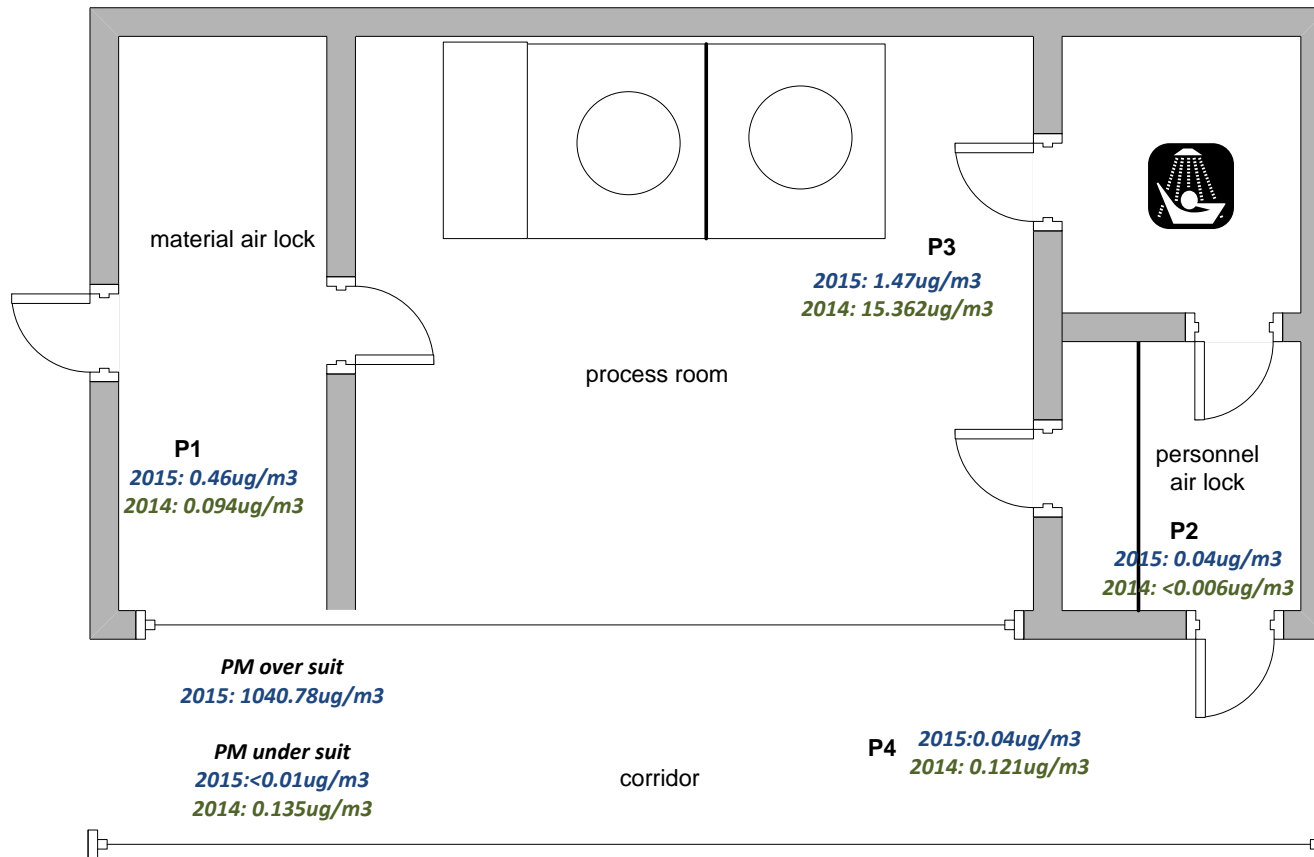 material air lock
P3
2015: 1.47ug/m3
2014: 15.362ug/m3
process room
P1
2015: 0.46ug/m3
2014: 0.094ug/m3
personnel
air lock
P2
2015: 0.04ug/m3
2014: <0.006ug/m3
PM over suit
2015: 1040.78ug/m3
PM under suit
2015:<0.01ug/m3
2014: 0.135ug/m3
P4
2015:0.04ug/m3
2014: 0.121ug/m3
corridor